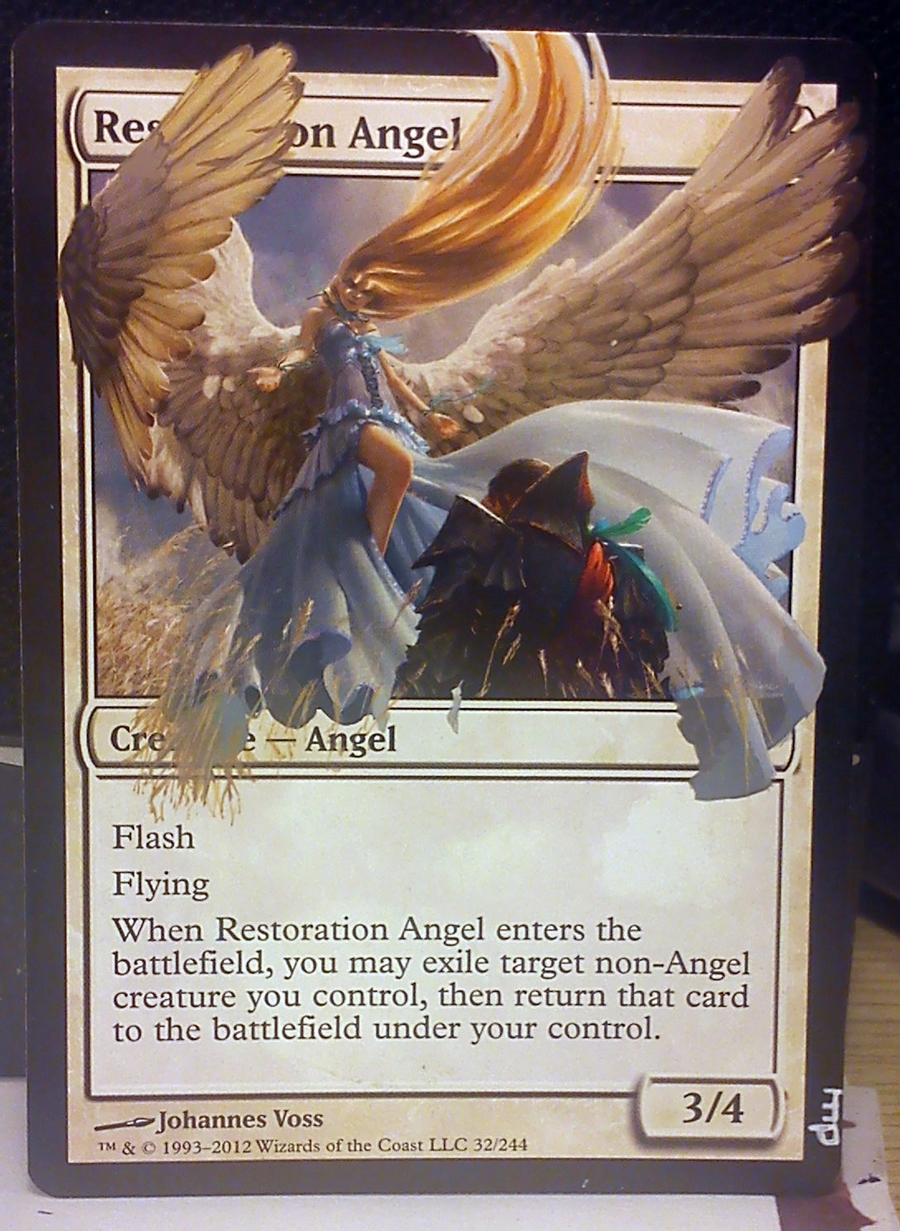 Res on Angel
Cre e — Angel
Flash
Flying
When Restoration Angel enters the
battlefield, you may exile target non-Angel
creature you control, then return that card
to the battlefield under your control.
3/4
Johannes Voss
™ & © 1993–2012 Wizards of the Coast LLC 32/244